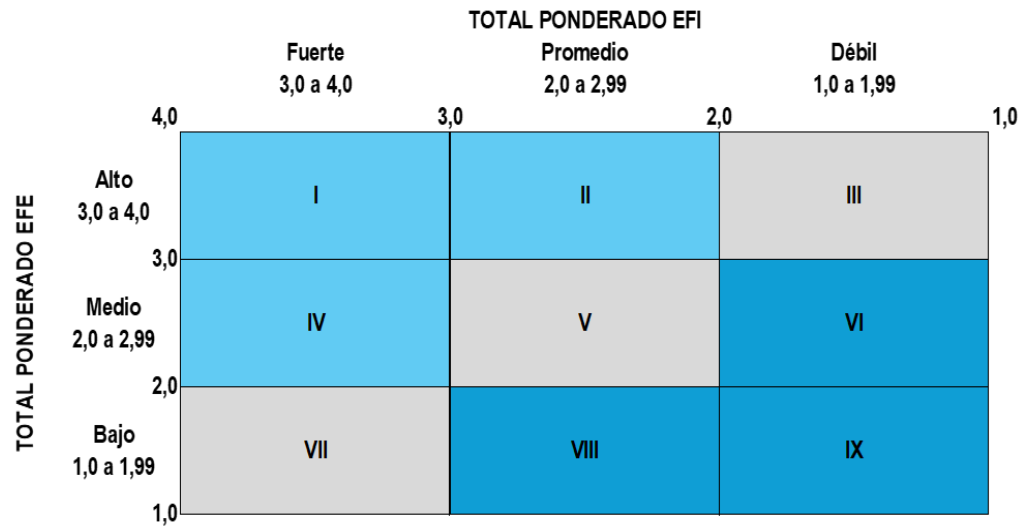 TOTAL PONDERADO EFI
Fuerte
3,0 a 4,0
Promedio
2,0 a 2,99
Débil
1,0 a 1,99
4,0
3,0
2,0
1,0
TOTAL PONDERADO EFE
Alto
3,0 a 4,0
I
II
III
3,0
Medio
2,0 a 2,99
IV
V
VI
2,0
Bajo
1,0 a 1,99
VII
VIII
IX
1,0